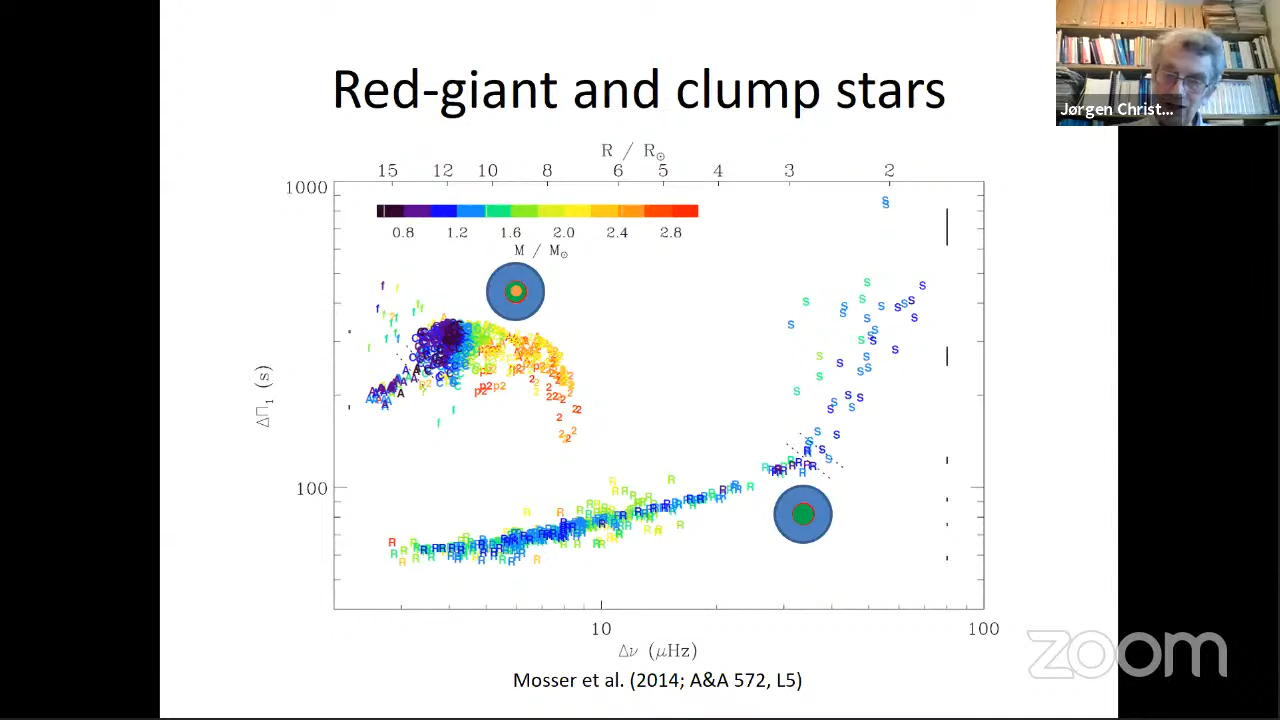 Red-giant and clump stars
Jørgen Christ...
R / R⊙
15 12 10 8 6 5 4 3 2
1000
0.8 1.2 1.6 2.0 2.4 2.8
M / M⊙
ΔΠ₁ (s)
100
10 100
Δν (μHz)
Mosser et al. (2014; A&A 572, L5)
zoom